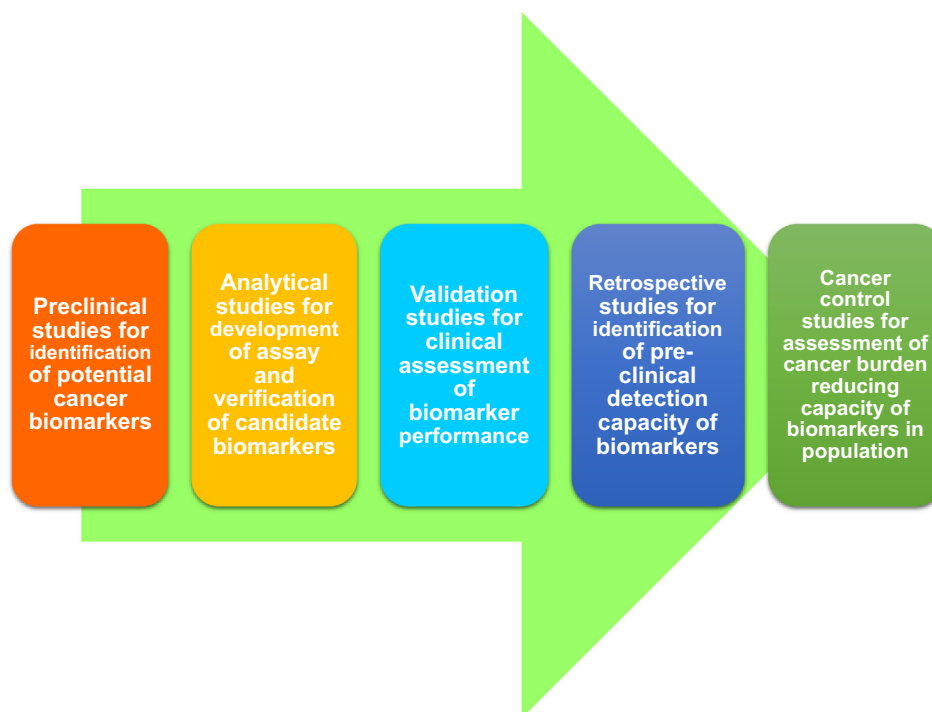 Preclinical
studies for
identification
of potential
cancer
biomarkers
Analytical
studies for
development
of assay
and
verification
of candidate
biomarkers
Validation
studies for
clinical
assessment
of
biomarker
performance
Retrospective
studies for
identification
of pre-
clinical
detection
capacity of
biomarkers
Cancer
control
studies for
assessment of
cancer burden
reducing
capacity of
biomarkers in
population